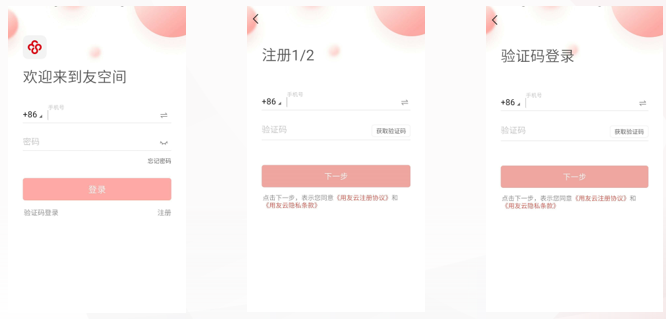 欢迎来到友空间
手机号
+86
密码
忘记密码
登录
验证码登录
注册
注册1/2
手机号
+86
验证码
获取验证码
下一步
点击下一步，表示您同意《用友云注册协议》和
《用友云隐私条款》
验证码登录
手机号
+86
验证码
获取验证码
下一步
点击下一步，表示您同意《用友云注册协议》和
《用友云隐私条款》